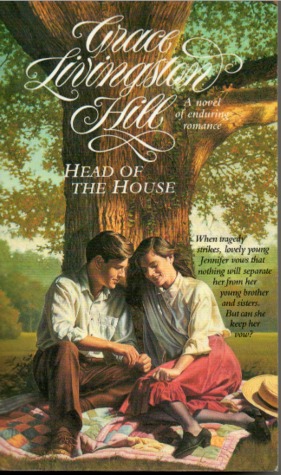 Grace
Livingston
Hill
A novel
of enduring
romance
HEAD OF
THE HOUSE
When tragedy
strikes, lovely young
Jennifer vows that
nothing will separate
her from her
young brother
and sisters.
But can she
keep her
vow?